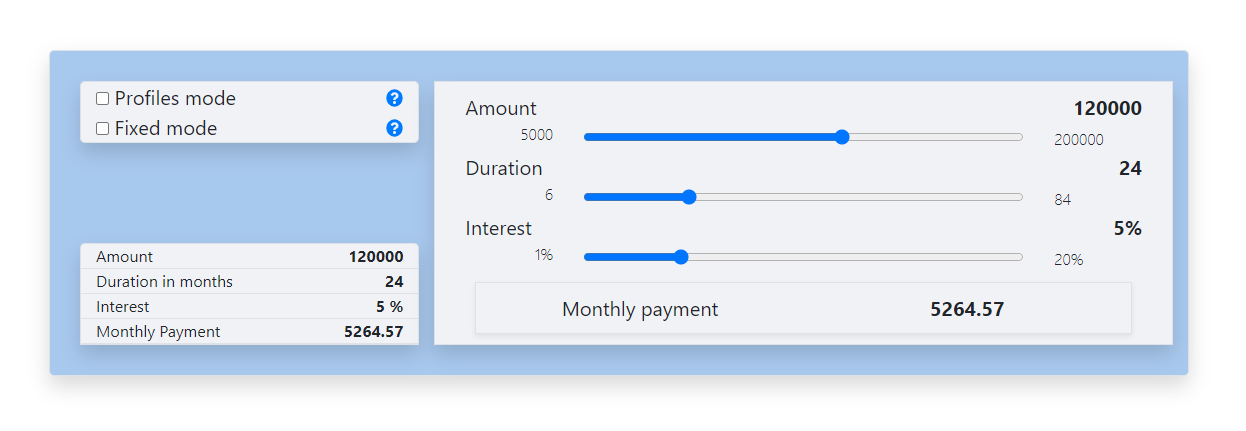 Profiles mode
Fixed mode
Amount 120000
Duration in months 24
Interest 5 %
Monthly Payment 5264.57
Amount 120000
5000 200000
Duration 24
6 84
Interest 5%
1% 20%
Monthly payment 5264.57